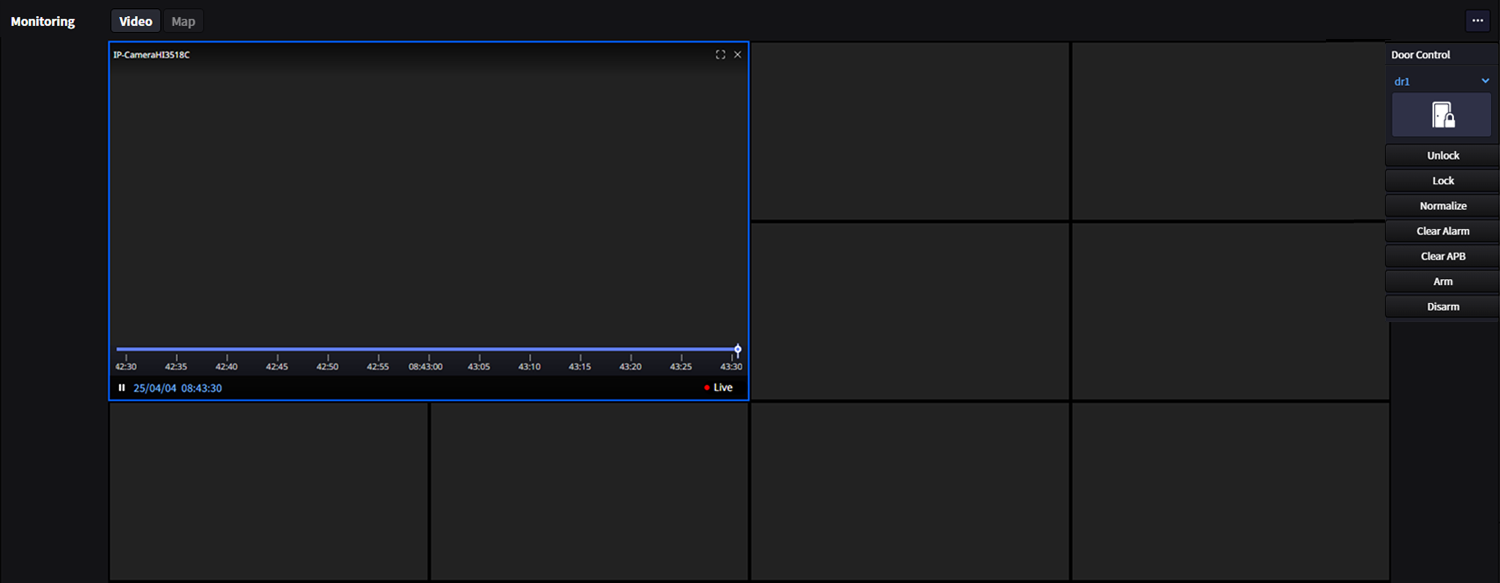 Monitoring Video Map
IP-CameraHI3518C
42:30 42:35 42:40 42:45 42:50 42:55 08:43:00 43:05 43:10 43:15 43:20 43:25 43:30
25/04/04 08:43:30 Live
Door Control
dr1
Unlock
Lock
Normalize
Clear Alarm
Clear APB
Arm
Disarm